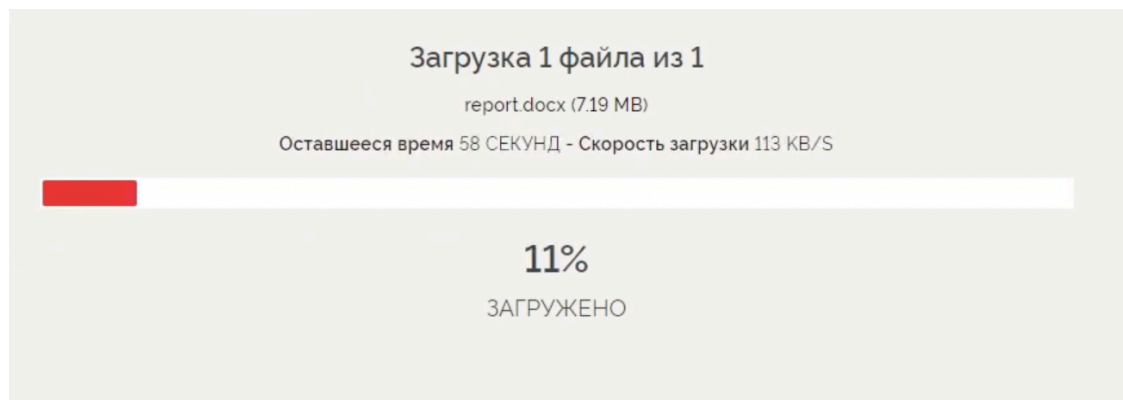 Загрузка 1 файла из 1
report.docx (7.19 MB)
Оставшееся время 58 СЕКУНД - Скорость загрузки 113 KB/S
11%
ЗАГРУЖЕНО